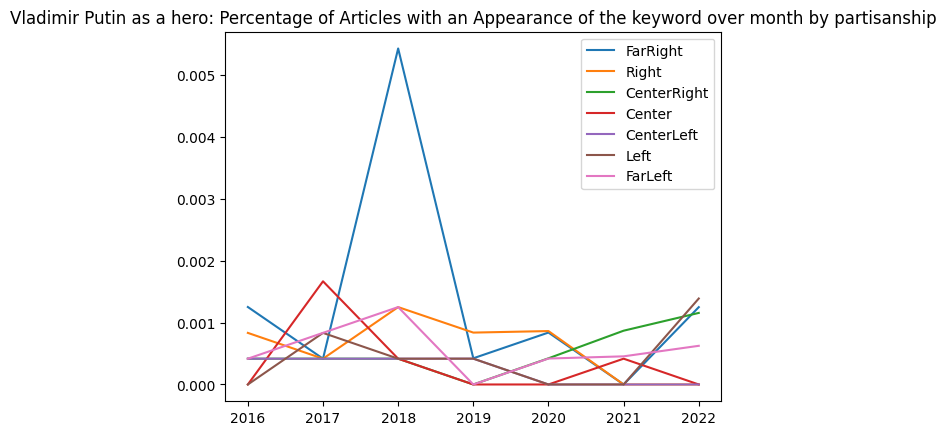 Vladimir Putin as a hero: Percentage of Articles with an Appearance of the keyword over month by partisanship
FarRight
Right
CenterRight
Center
CenterLeft
Left
FarLeft
0.005
0.004
0.003
0.002
0.001
0.000
2016 2017 2018 2019 2020 2021 2022